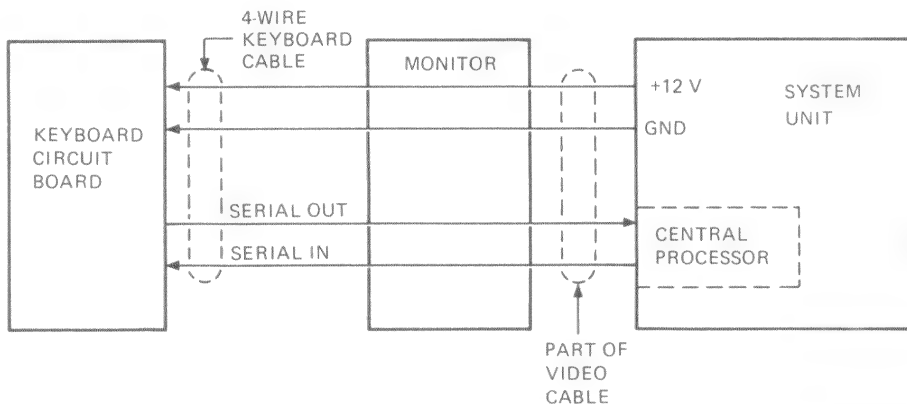 4-WIRE
KEYBOARD
CABLE
MONITOR
+12 V
SYSTEM
UNIT
GND
KEYBOARD
CIRCUIT
BOARD
SERIAL OUT
SERIAL IN
CENTRAL
PROCESSOR
PART OF
VIDEO
CABLE